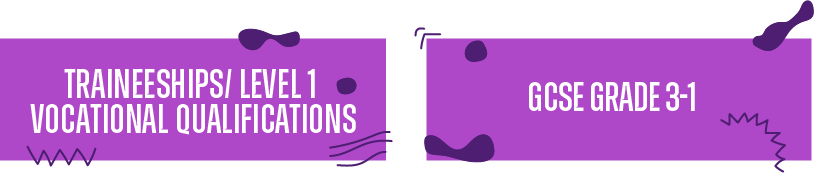 TRAINEESHIPS/ LEVEL 1
VOCATIONAL QUALIFICATIONS
GCSE GRADE 3-1